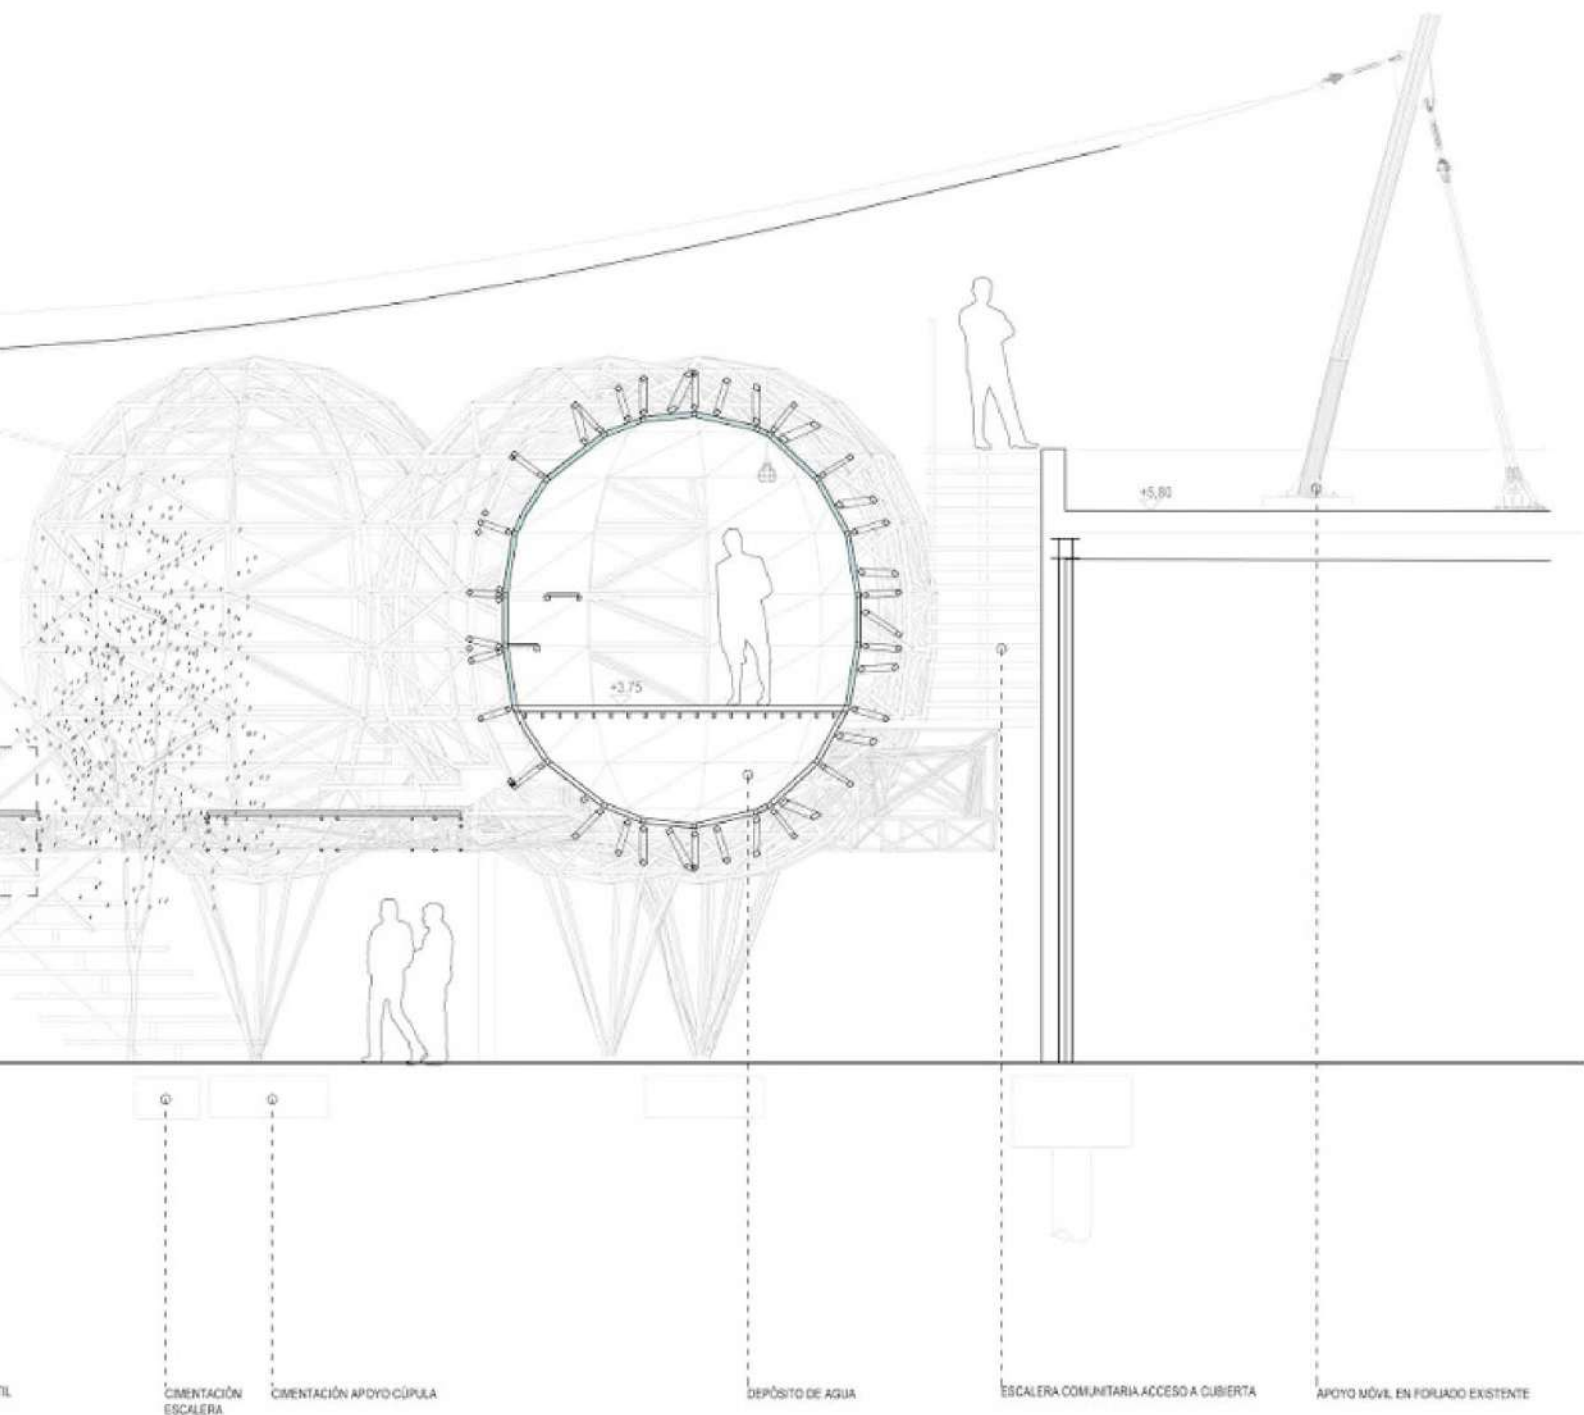 +5,80
+3,75
TIL
CIMENTACIÓN
ESCALERA
CIMENTACIÓN APOYO CÚPULA
DEPÓSITO DE AGUA
ESCALERA COMUNITARIA ACCESO A CUBIERTA
APOYO MÓVIL EN FORJADO EXISTENTE